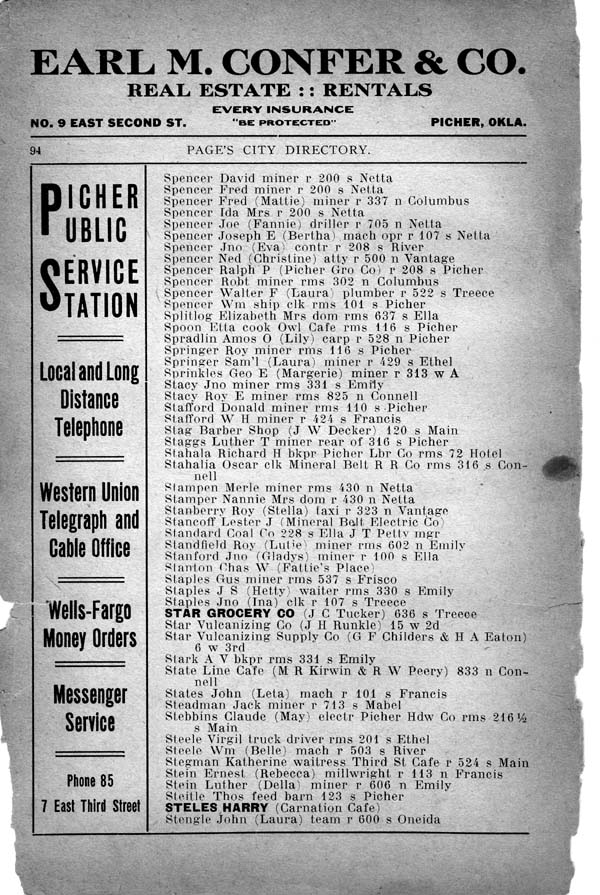 EARL M. CONFER & CO.
REAL ESTATE :: RENTALS
EVERY INSURANCE
NO. 9 EAST SECOND ST. "BE PROTECTED" PICHER, OKLA.
94 PAGE'S CITY DIRECTORY.
PICHER
PUBLIC
SERVICE
STATION
Local and Long
Distance
Telephone
Western Union
Telegraph and
Cable Office
Wells-Fargo
Money Orders
Messenger
Service
Phone 85
7 East Third Street
Spencer David miner r 200 s Netta
Spencer Fred miner r 200 s Netta
Spencer Fred (Mattie) miner r 337 n Columbus
Spencer Ida Mrs r 200 s Netta
Spencer Joe (Fannie) driller r 705 n Netta
Spencer Joseph E (Bertha) mach opr r 107 s Netta
Spencer Jno (Eva) contr r 208 s River
Spencer Ned (Christine) atty r 500 n Vantage
Spencer Ralph P (Picher Gro Co) r 208 s Picher
Spencer Robt miner rms 302 n Columbus
Spencer Walter F (Laura) plumber r 522 s Treece
Spencer Wm ship clk rms 101 s Picher
Splitlog Elizabeth Mrs dom rms 637 s Ella
Spoon Etta cook Owl Cafe rms 116 s Picher
Spradlin Amos O (Lily) carp r 528 n Picher
Springer Roy miner rms 116 s Picher
Springer Sam'l (Laura) miner r 429 s Ethel
Sprinkles Geo E (Margerie) miner r 313 w A
Stacy Jno miner rms 331 s Emily
Stacy Roy E miner rms 825 n Connell
Stafford Donald miner rms 110 s Picher
Stafford W H miner r 424 s Francis
Stag Barber Shop (J W Decker) 120 s Main
Staggs Luther T miner rear of 316 s Picher
Stahala Richard H bkpr Picher Lbr Co rms 72 Hotel
Stahalia Oscar clk Mineral Belt R R Co rms 316 s Con-
nell
Stampen Merle miner rms 430 n Netta
Stamper Nannie Mrs dom r 430 n Netta
Stanberry Roy (Stella) taxi r 323 n Vantage
Stancoff Lester J (Mineral Belt Electric Co)
Standard Coal Co 228 s Ella J T Petty mgr
Standfield Roy (Lutie) miner rms 602 n Emily
Stanford Jno (Gladys) miner r 100 s Ella
Stanton Chas W (Fattie's Place)
Staples Gus miner rms 537 s Frisco
Staples J S (Hetty) waiter rms 330 s Emily
Staples Jno (Ina) clk r 107 s Treece
STAR GROCERY CO (J C Tucker) 636 s Treece
Star Vulcanizing Co (J H Runkle) 15 w 2d
Star Vulcanizing Supply Co (G F Childers & H A Eaton)
6 w 3rd
Stark A V bkpr rms 331 s Emily
State Line Cafe (M R Kirwin & R W Peery) 833 n Con-
nell
States John (Leta) mach r 101 s Francis
Steadman Jack miner r 713 s Mabel
Stebbins Claude (May) electr Picher Hdw Co rms 216½
s Main
Steele Virgil truck driver rms 201 s Ethel
Steele Wm (Belle) mach r 503 s River
Stegman Katherine waitress Third St Cafe r 524 s Main
Stein Ernest (Rebecca) millwright r 113 n Francis
Stein Luther (Della) miner r 606 n Emily
Steitle Thos feed barn 123 s Picher
STELES HARRY (Carnation Cafe)
Stengle John (Laura) team r 600 s Oneida